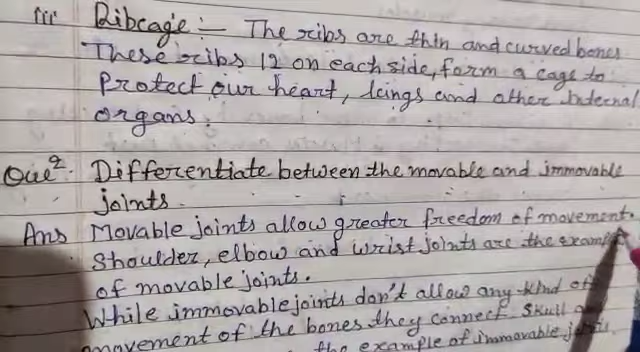 iii Ribcage :- The ribs are thin and curved bones
These ribs 12 on each side, form a cage to
Protect our heart, lungs and other Internal
organs.
Que 2. Differentiate between the movable and immovable
joints.
Ans Movable joints allow greater freedom of movement.
Shoulder, elbow and wrist joints are the
of movable joints.
While immovable joints don't allow any kind of
movement of the bones they connect. Skull
the example of immovable